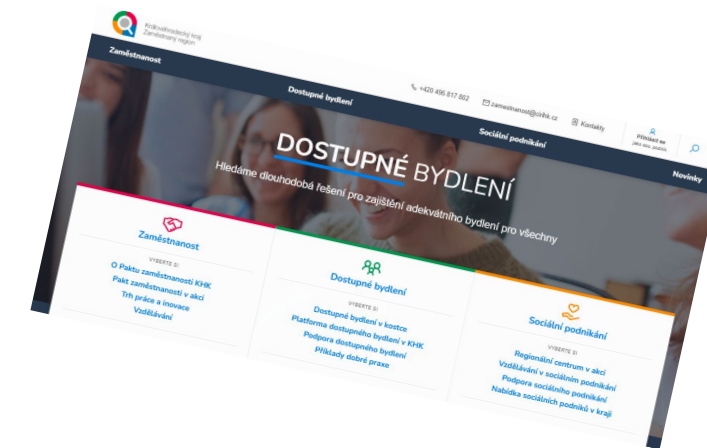 Královéhradecký kraj
Zaměstnaný region
+420 495 817 802
zamestnanost@cirihk.cz
Kontakty
Přihlásit se
jako soc. podnik
Zaměstnanost
Dostupné bydlení
Sociální podnikání
Novinky
DOSTUPNÉ BYDLENÍ
Hledáme dlouhodobá řešení pro zajištění adekvátního bydlení pro všechny
Zaměstnanost
VYBERTE SI
O Paktu zaměstnanosti KHK
Pakt zaměstnanosti v akci
Trh práce a inovace
Vzdělávání
Dostupné bydlení
VYBERTE SI
Dostupné bydlení v kostce
Platforma dostupného bydlení v KHK
Podpora dostupného bydlení
Příklady dobré praxe
Sociální podnikání
VYBERTE SI
Regionální centrum v akci
Vzdělávání v sociálním podnikání
Podpora sociálního podnikání
Nabídka sociálních podniků v kraji